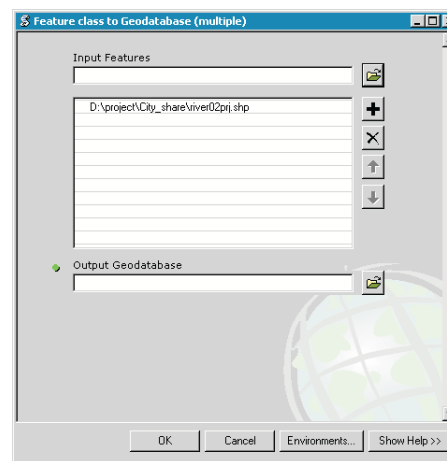 Feature class to Geodatabase (multiple)
Input Features
D:\project\City_share\river02prj.shp
Output Geodatabase
OK Cancel Environments... Show Help >>